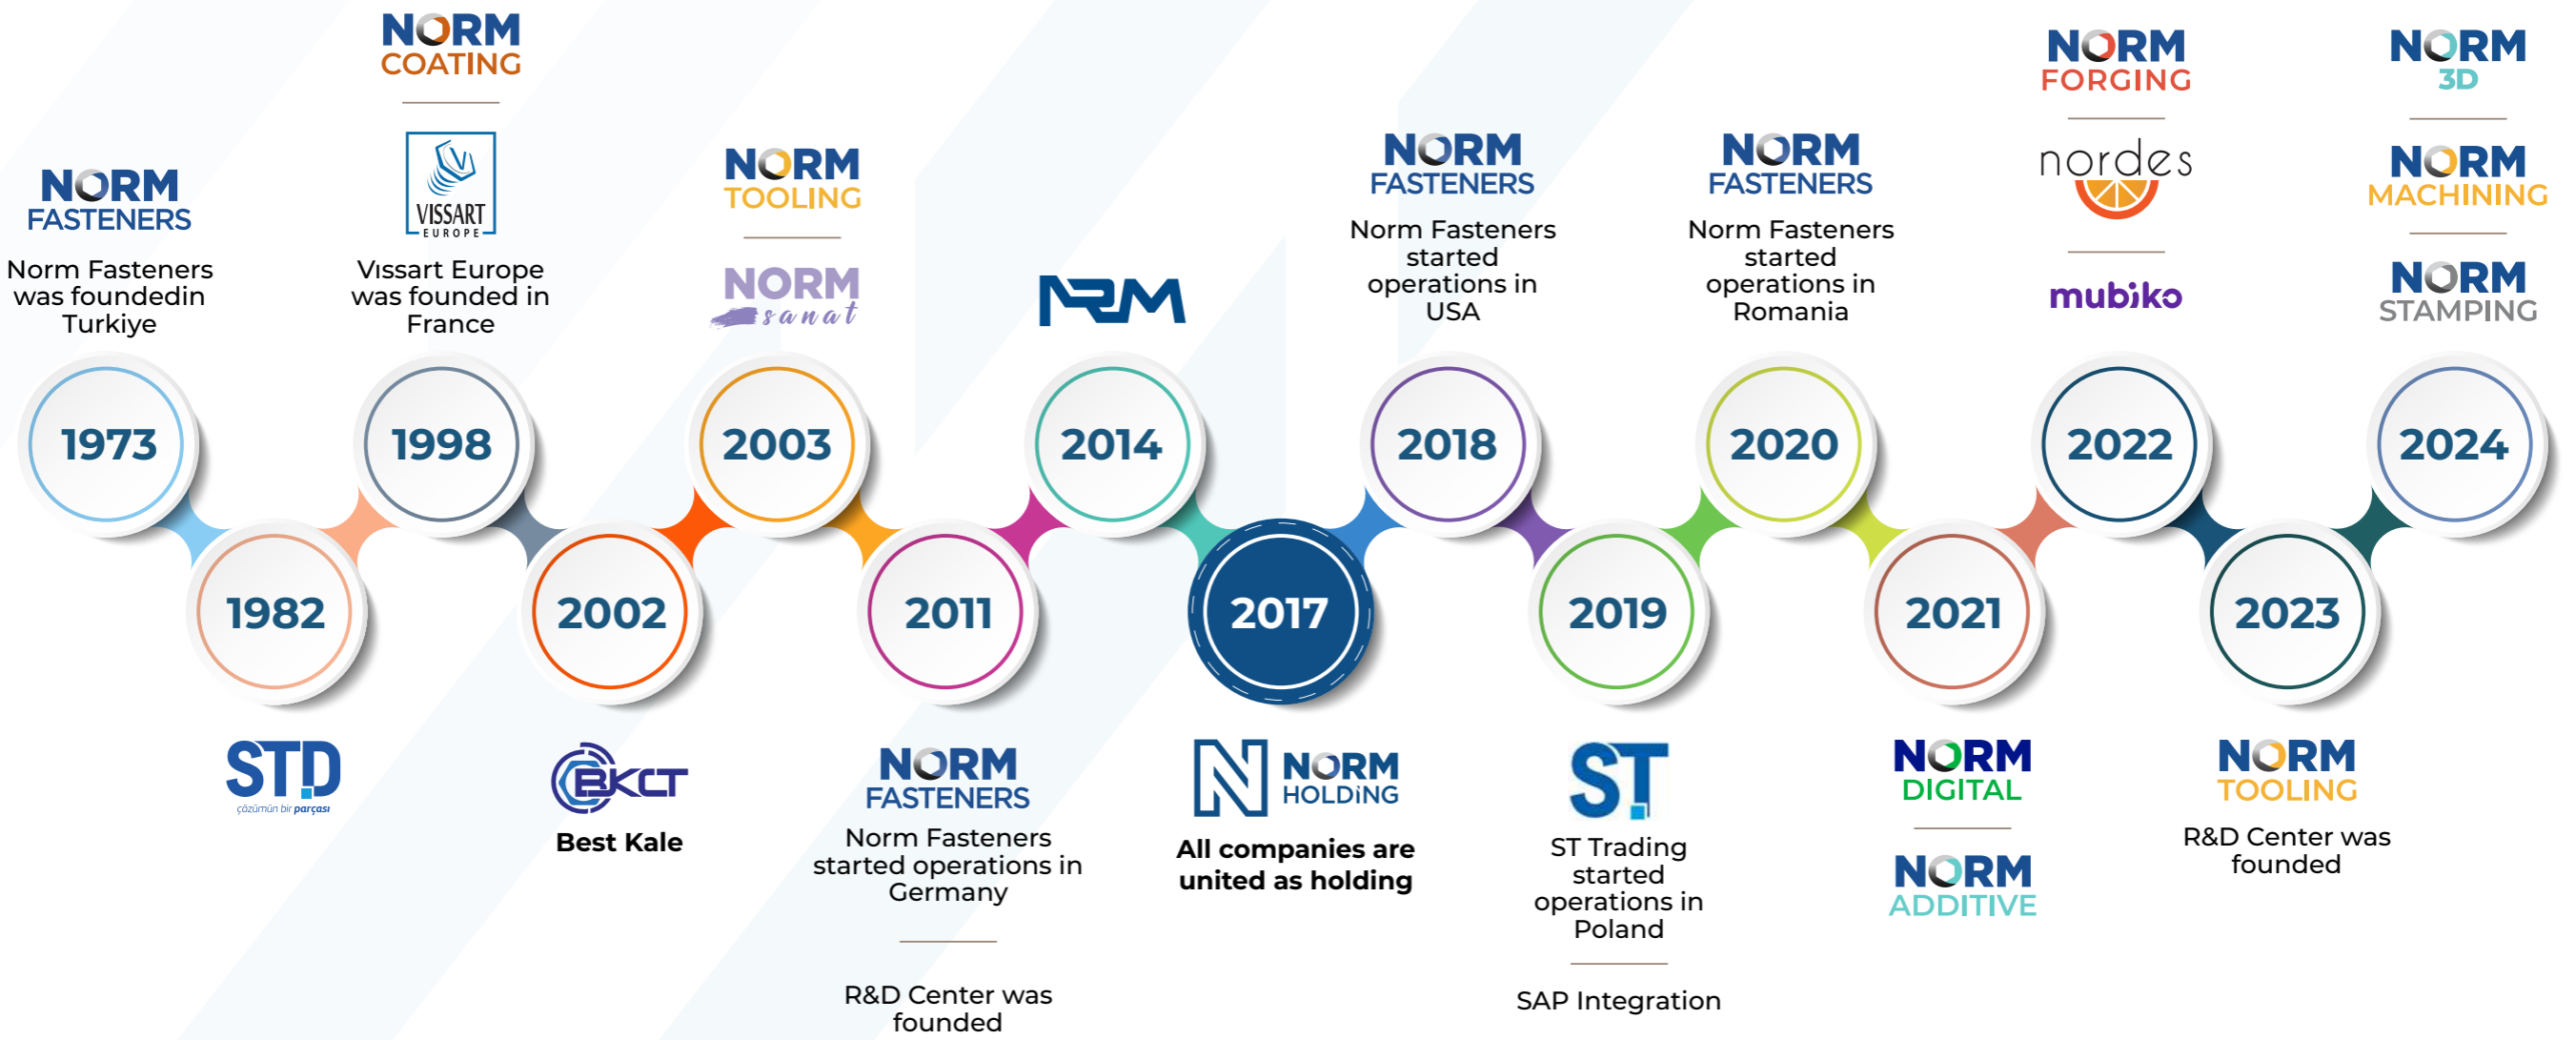 NORM
FASTENERS
Norm Fasteners
was foundedin
Turkiye
1973
1982
STD
çözümün bir parçası
NORM
COATING
VISSART
EUROPE
Vıssart Europe
was founded in
France
1998
2002
BKCT
Best Kale
NORM
TOOLING
NORM
sanat
2003
2011
NORM
FASTENERS
Norm Fasteners
started operations in
Germany
R&D Center was
founded
NRM
2014
2017
N NORM
HOLDiNG
All companies are
united as holding
NORM
FASTENERS
Norm Fasteners
started
operations in
USA
2018
2019
ST
ST Trading
started
operations in
Poland
SAP Integration
NORM
FASTENERS
Norm Fasteners
started
operations in
Romania
2020
2021
NORM
DIGITAL
NORM
ADDITIVE
NORM
FORGING
nordes
mubiko
2022
2023
NORM
TOOLING
R&D Center was
founded
NORM
3D
NORM
MACHINING
NORM
STAMPING
2024